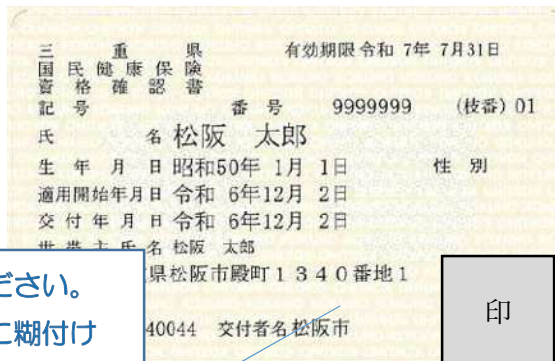 三重県 有効期限 令和 7年 7月31日
国民健康保険
資格確認書
記号 番号 9999999 (枝番) 01
氏名 松阪 太郎
生年月日 昭和50年 1月 1日 性別
適用開始年月日 令和 6年12月 2日
交付年月日 令和 6年12月 2日
世帯主氏名 松阪 太郎
県松阪市殿町1340番地1
40044 交付者名 松阪市
印
ださい。
に糊付け